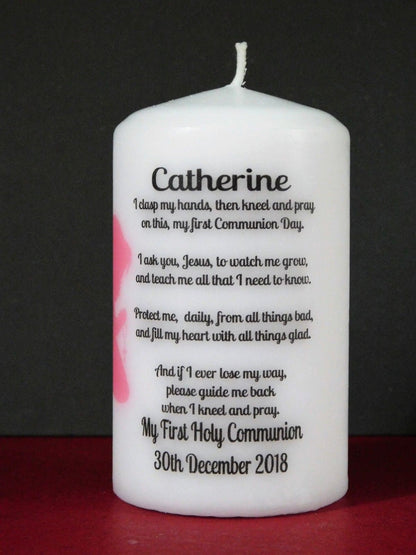 Catherine
I clasp my hands, then kneel and pray
on this, my first Communion Day.
I ask you, Jesus, to watch me grow,
and teach me all that I need to know.
Protect me, daily, from all things bad,
and fill my heart with all things glad.
And if I ever lose my way,
please guide me back
when I kneel and pray.
My First Holy Communion
30th December 2018